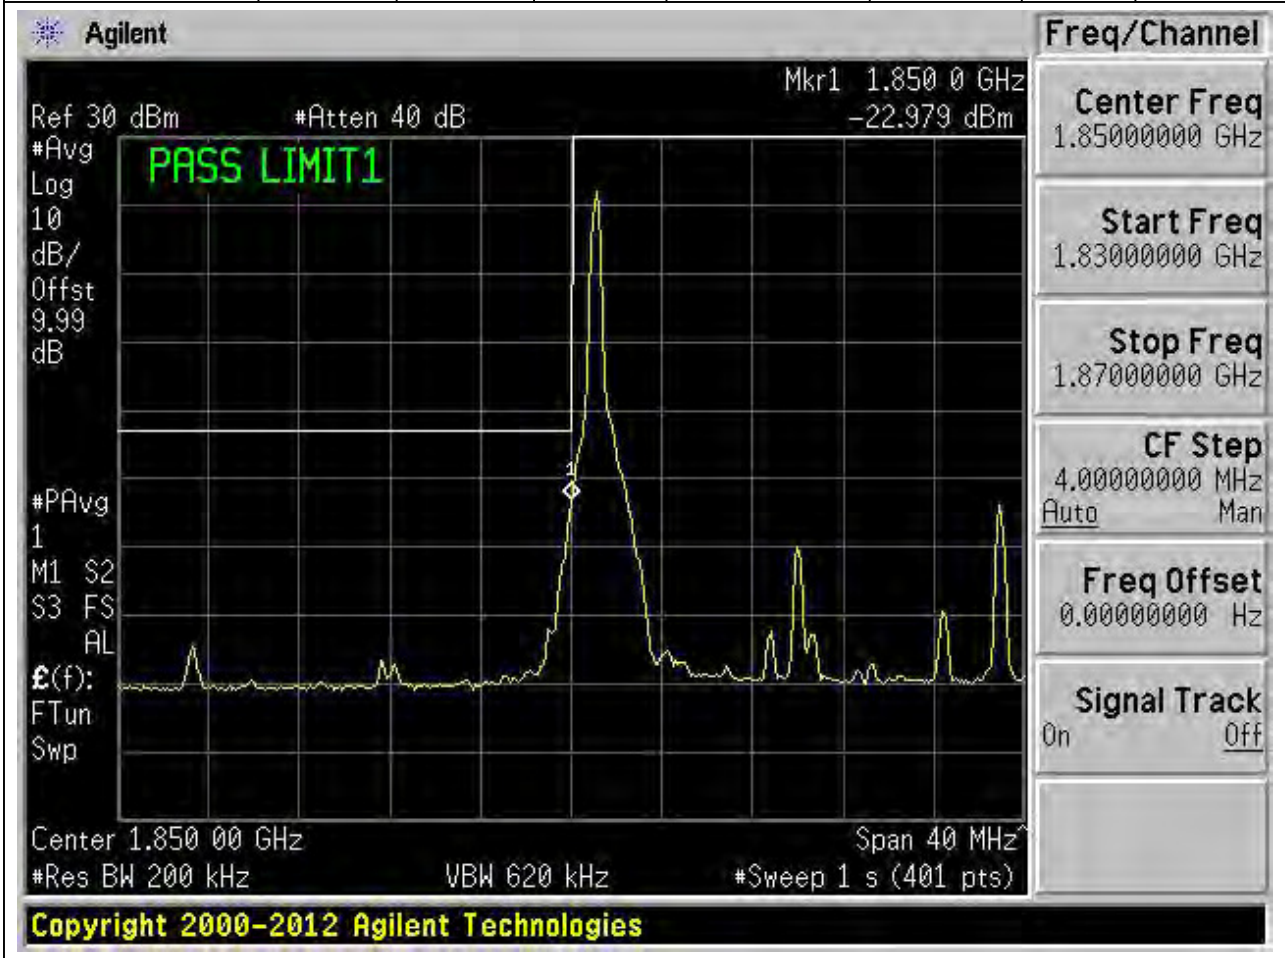 Agilent
Freq/Channel
Mkr1 1.850 0 GHz
Ref 30 dBm #Atten 40 dB -22.979 dBm
#Avg
Log
10
dB/
Offst
9.99
dB
PASS LIMIT1
1
#PAvg
1
M1 S2
S3 FS
AL
£(f):
FTun
Swp
Center 1.850 00 GHz Span 40 MHz^
#Res BW 200 kHz VBW 620 kHz #Sweep 1 s (401 pts)
Center Freq
1.85000000 GHz
Start Freq
1.83000000 GHz
Stop Freq
1.87000000 GHz
CF Step
4.00000000 MHz
Auto Man
Freq Offset
0.00000000 Hz
Signal Track
On Off
Copyright 2000-2012 Agilent Technologies